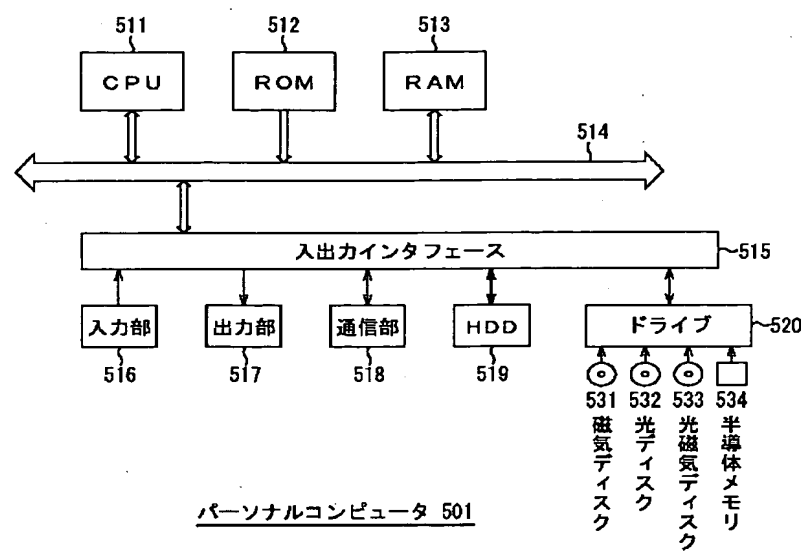 511
512
513
CPU
ROM
RAM
514
入出力インタフェース
515
入力部
出力部
通信部
HDD
ドライブ
520
516
517
518
519
531
532
533
534
磁気ディスク
光ディスク
光磁気ディスク
半導体メモリ
パーソナルコンピュータ 501